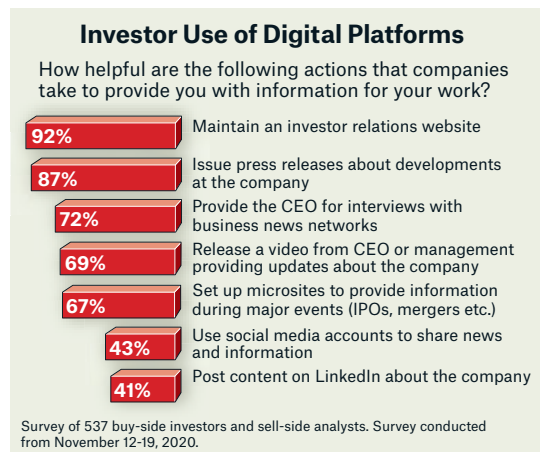 Investor Use of Digital Platforms
How helpful are the following actions that companies
take to provide you with information for your work?
92%
Maintain an investor relations website
87%
Issue press releases about developments
at the company
72%
Provide the CEO for interviews with
business news networks
69%
Release a video from CEO or management
providing updates about the company
67%
Set up microsites to provide information
during major events (IPOs, mergers etc.)
43%
Use social media accounts to share news
and information
41%
Post content on LinkedIn about the company
Survey of 537 buy-side investors and sell-side analysts. Survey conducted
from November 12-19, 2020.